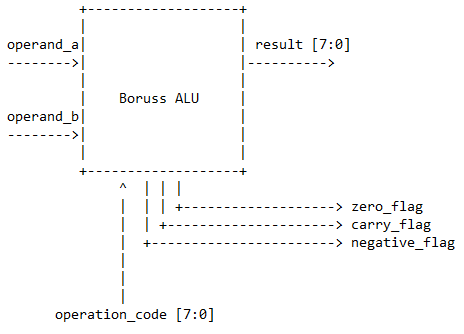 operand_a
result [7:0]
Boruss ALU
operand_b
zero_flag
carry_flag
negative_flag
operation_code [7:0]